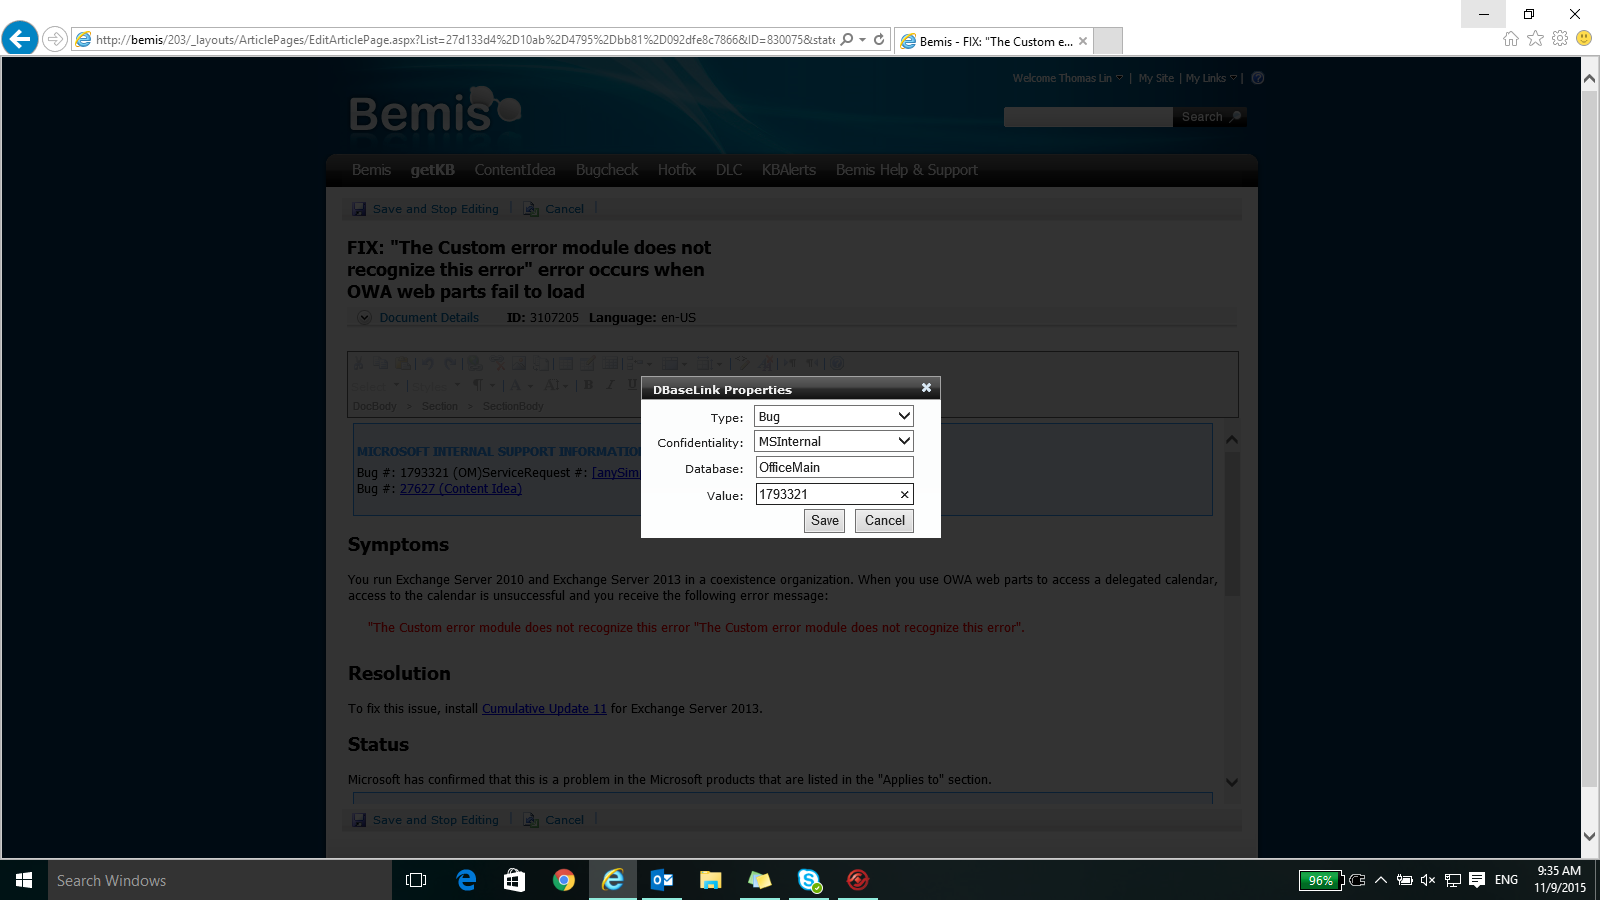 http://bemis/203/_layouts/ArticlePages/EditArticlePage.aspx?List=27d133d4%2D10ab%2D4795%2Dbb81%2D092dfe8c7866&ID=830075&state
Bemis - FIX: "The Custom e...
Welcome Thomas Lin | My Site | My Links |
Bemis
Search
Bemis getKB ContentIdea Bugcheck Hotfix DLC KBAlerts Bemis Help & Support
Save and Stop Editing | Cancel |
FIX: "The Custom error module does not
recognize this error" error occurs when
OWA web parts fail to load
Document Details ID: 3107205 Language: en-US
DocBody > Section > SectionBody
DBaseLink Properties
Type: Bug
Confidentiality: MSInternal
Database: OfficeMain
Value: 1793321
Save Cancel
MICROSOFT INTERNAL SUPPORT INFORMATION
Bug #: 1793321 (OM)ServiceRequest #: [anySim
Bug #: 27627 (Content Idea)
Symptoms
You run Exchange Server 2010 and Exchange Server 2013 in a coexistence organization. When you use OWA web parts to access a delegated calendar,
access to the calendar is unsuccessful and you receive the following error message:
"The Custom error module does not recognize this error "The Custom error module does not recognize this error".
Resolution
To fix this issue, install Cumulative Update 11 for Exchange Server 2013.
Status
Microsoft has confirmed that this is a problem in the Microsoft products that are listed in the "Applies to" section.
Save and Stop Editing | Cancel |
Search Windows
96%
ENG
9:35 AM
11/9/2015